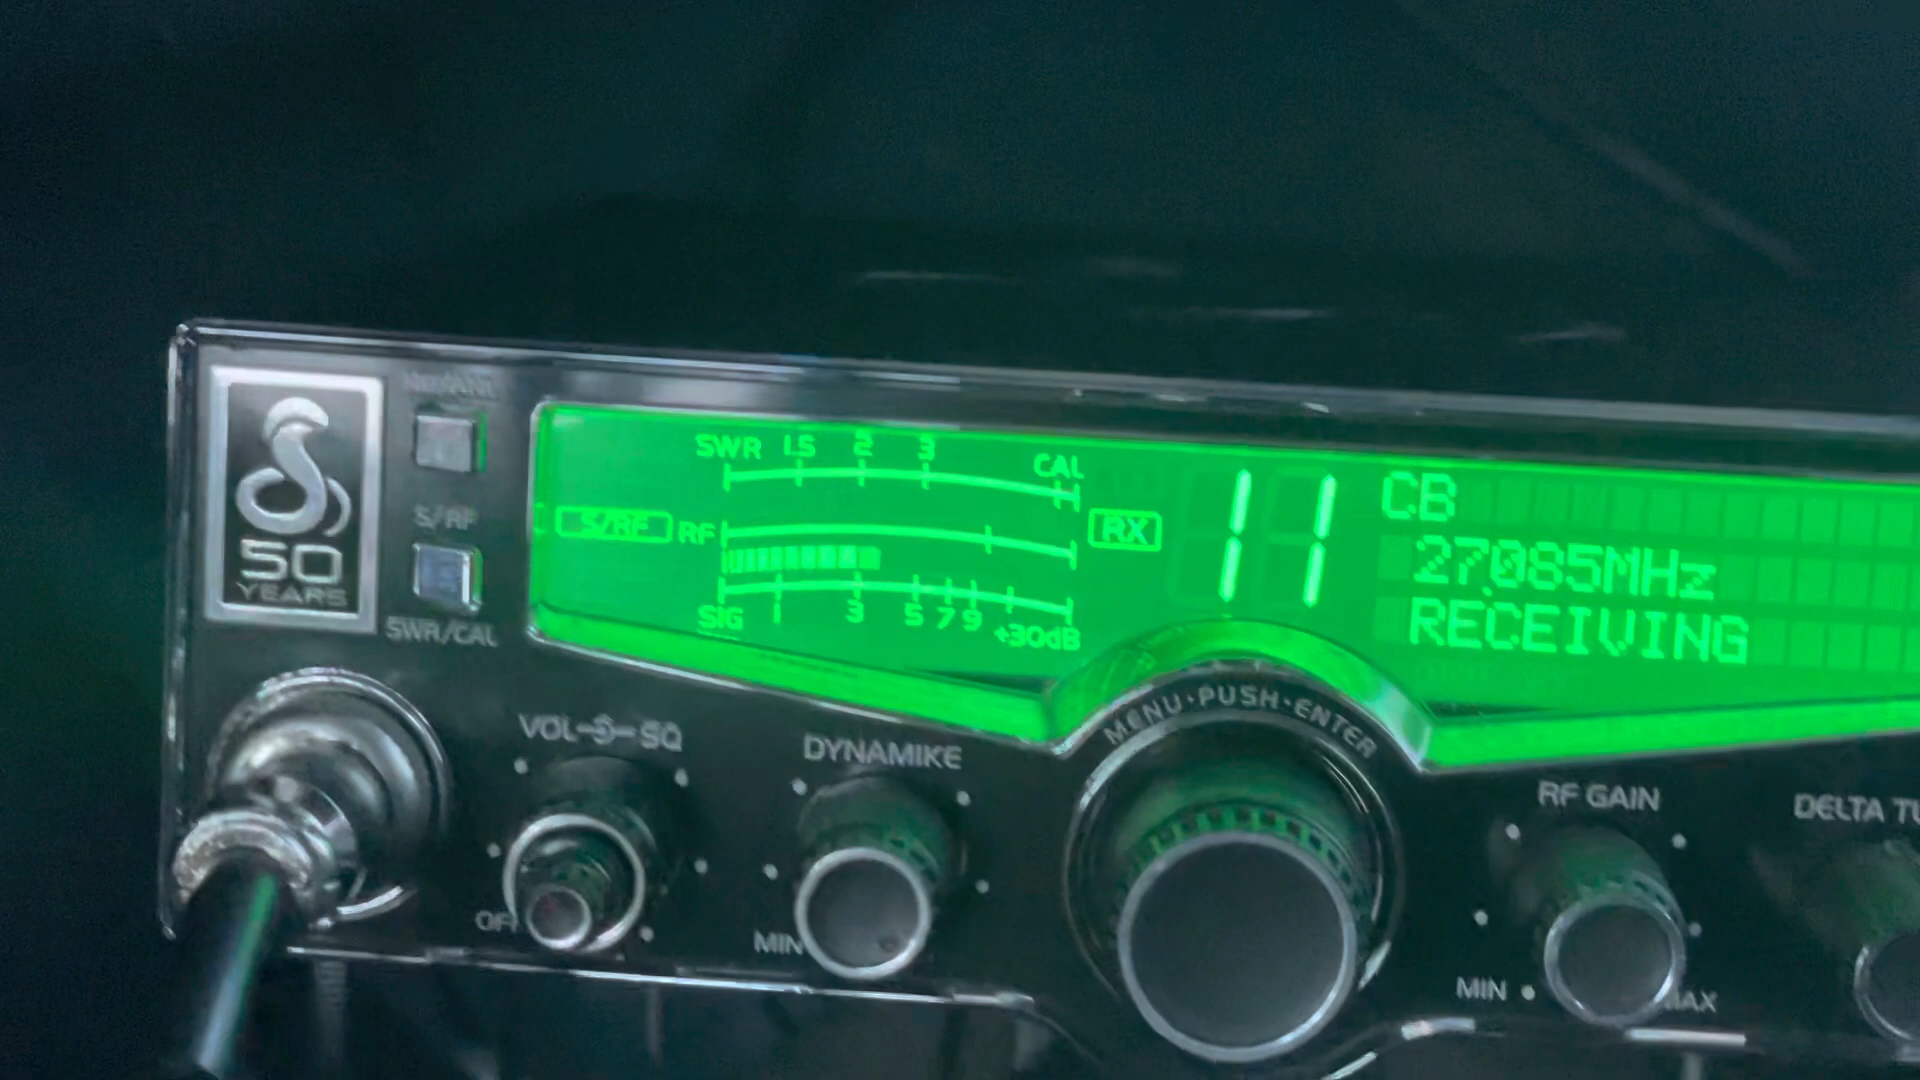 50
YEARS
S/RF
SWR/CAL
SWR 1.5 2 3 CAL
S/RF RF
SIG 1 3 5 7 9 +30dB
RX
11
CB
27085MHz
RECEIVING
MENU•PUSH•ENTER
VOL SQ
OFF
DYNAMIKE
MIN
RF GAIN
MIN MAX
DELTA